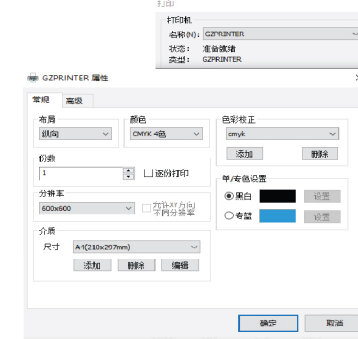 打印
打印机
名称(N): GZPRINTER
状态: 准备就绪
类型: GZPRINTER
GZPRINTER 属性
常规 高级
布局
纵向
颜色
CMYK 4色
色彩校正
cmyk
添加 删除
份数
1
逐份打印
分辨率
600x600
允许XY方向
不同分辨率
单/专色设置
黑白 设置
专蓝 设置
介质
尺寸 A4(210x297mm)
添加 删除 编辑
确定 取消